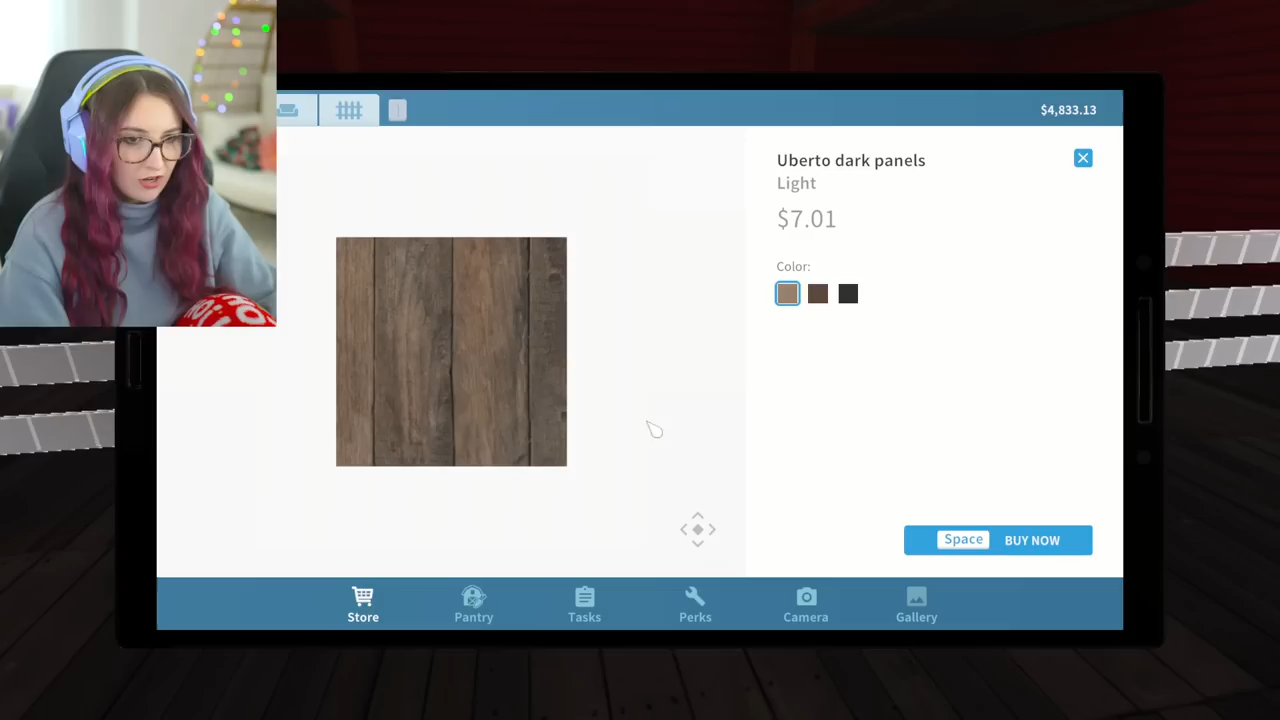 $4,833.13
Uberto dark panels
Light
$7.01
Color:
Space BUY NOW
Store
Pantry
Tasks
Perks
Camera
Gallery